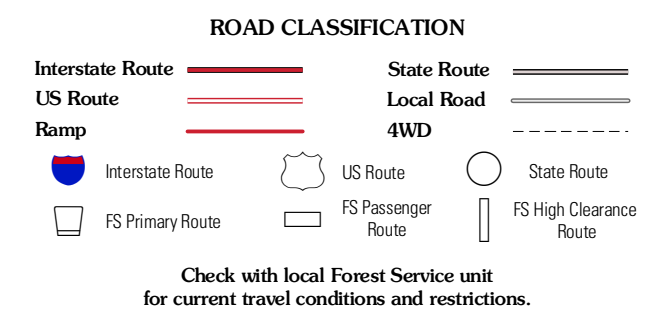 ROAD CLASSIFICATION
Interstate Route
State Route
US Route
Local Road
Ramp
4WD
Interstate Route
US Route
State Route
FS Primary Route
FS Passenger
Route
FS High Clearance
Route
Check with local Forest Service unit
for current travel conditions and restrictions.